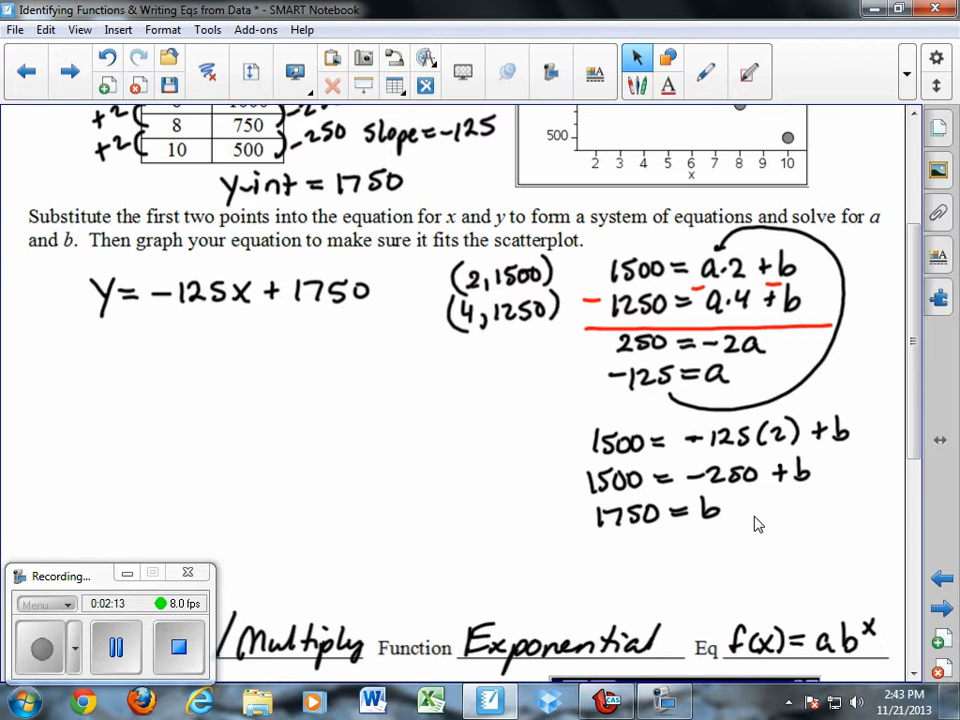 Identifying Functions & Writing Eqs from Data * - SMART Notebook
File Edit View Insert Format Tools Add-ons Help
+2
8 750 -250 slope=-125
+2 10 500
y-int = 1750
500
2 3 4 5 6 7 8 9 10
x
Substitute the first two points into the equation for x and y to form a system of equations and solve for a
and b. Then graph your equation to make sure it fits the scatterplot.
Y= -125x + 1750
(2,1500)
(4,1250)
1500 = a·2 + b
- 1250 = a·4 + b
250 = -2a
-125 = a
1500 = -125(2) + b
1500 = -250 + b
1750 = b
Recording...
Menu 0:02:13 8.0 fps
/Multiply Function Exponential Eq f(x) = ab^x
2:43 PM
11/21/2013